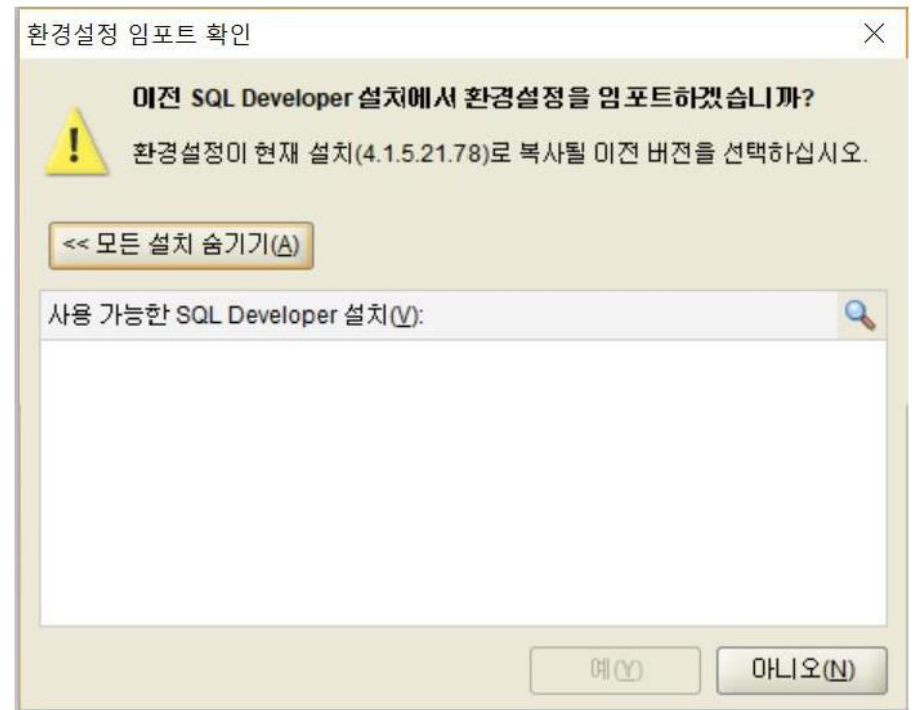 환경설정 임포트 확인
이전 SQL Developer 설치에서 환경설정을 임포트하겠습니까?
환경설정이 현재 설치(4.1.5.21.78)로 복사될 이전 버전을 선택하십시오.
<< 모든 설치 숨기기(A)
사용 가능한 SQL Developer 설치(V):
예(Y) 아니오(N)